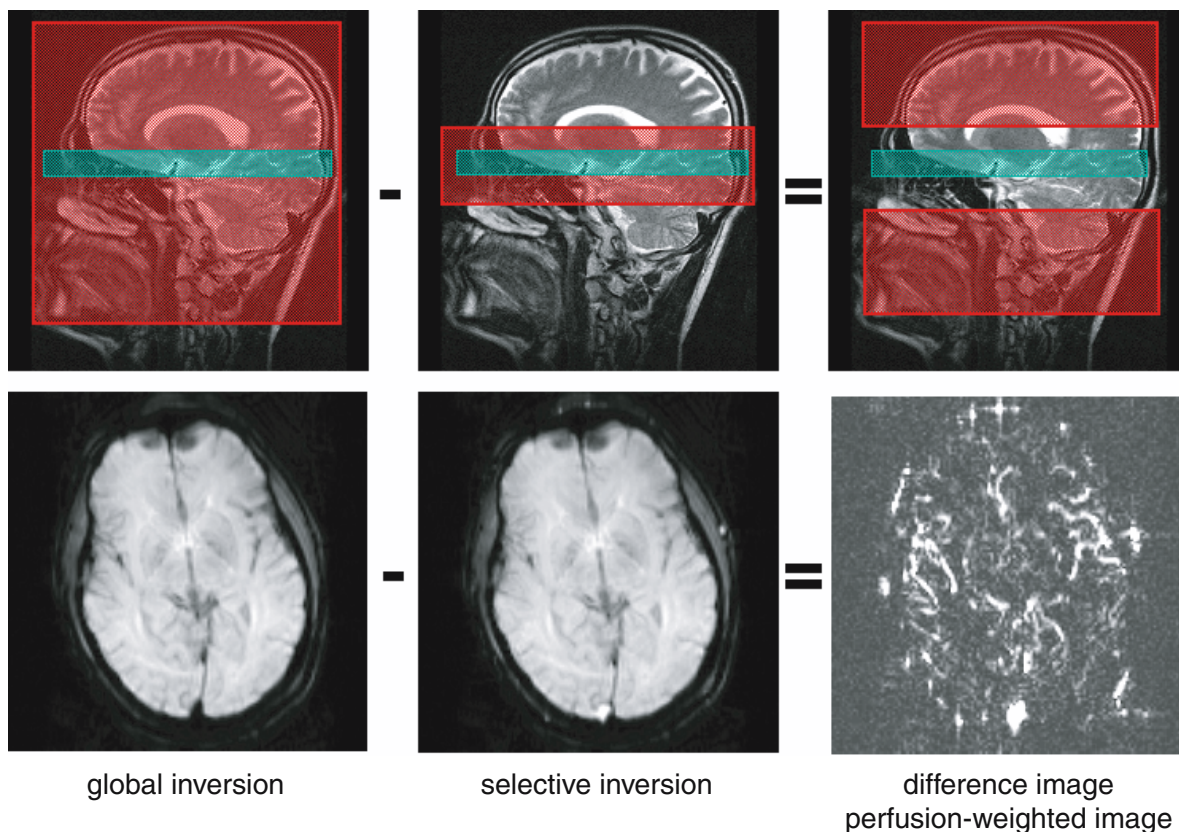 -
=
-
=
global inversion
selective inversion
difference image
perfusion-weighted image